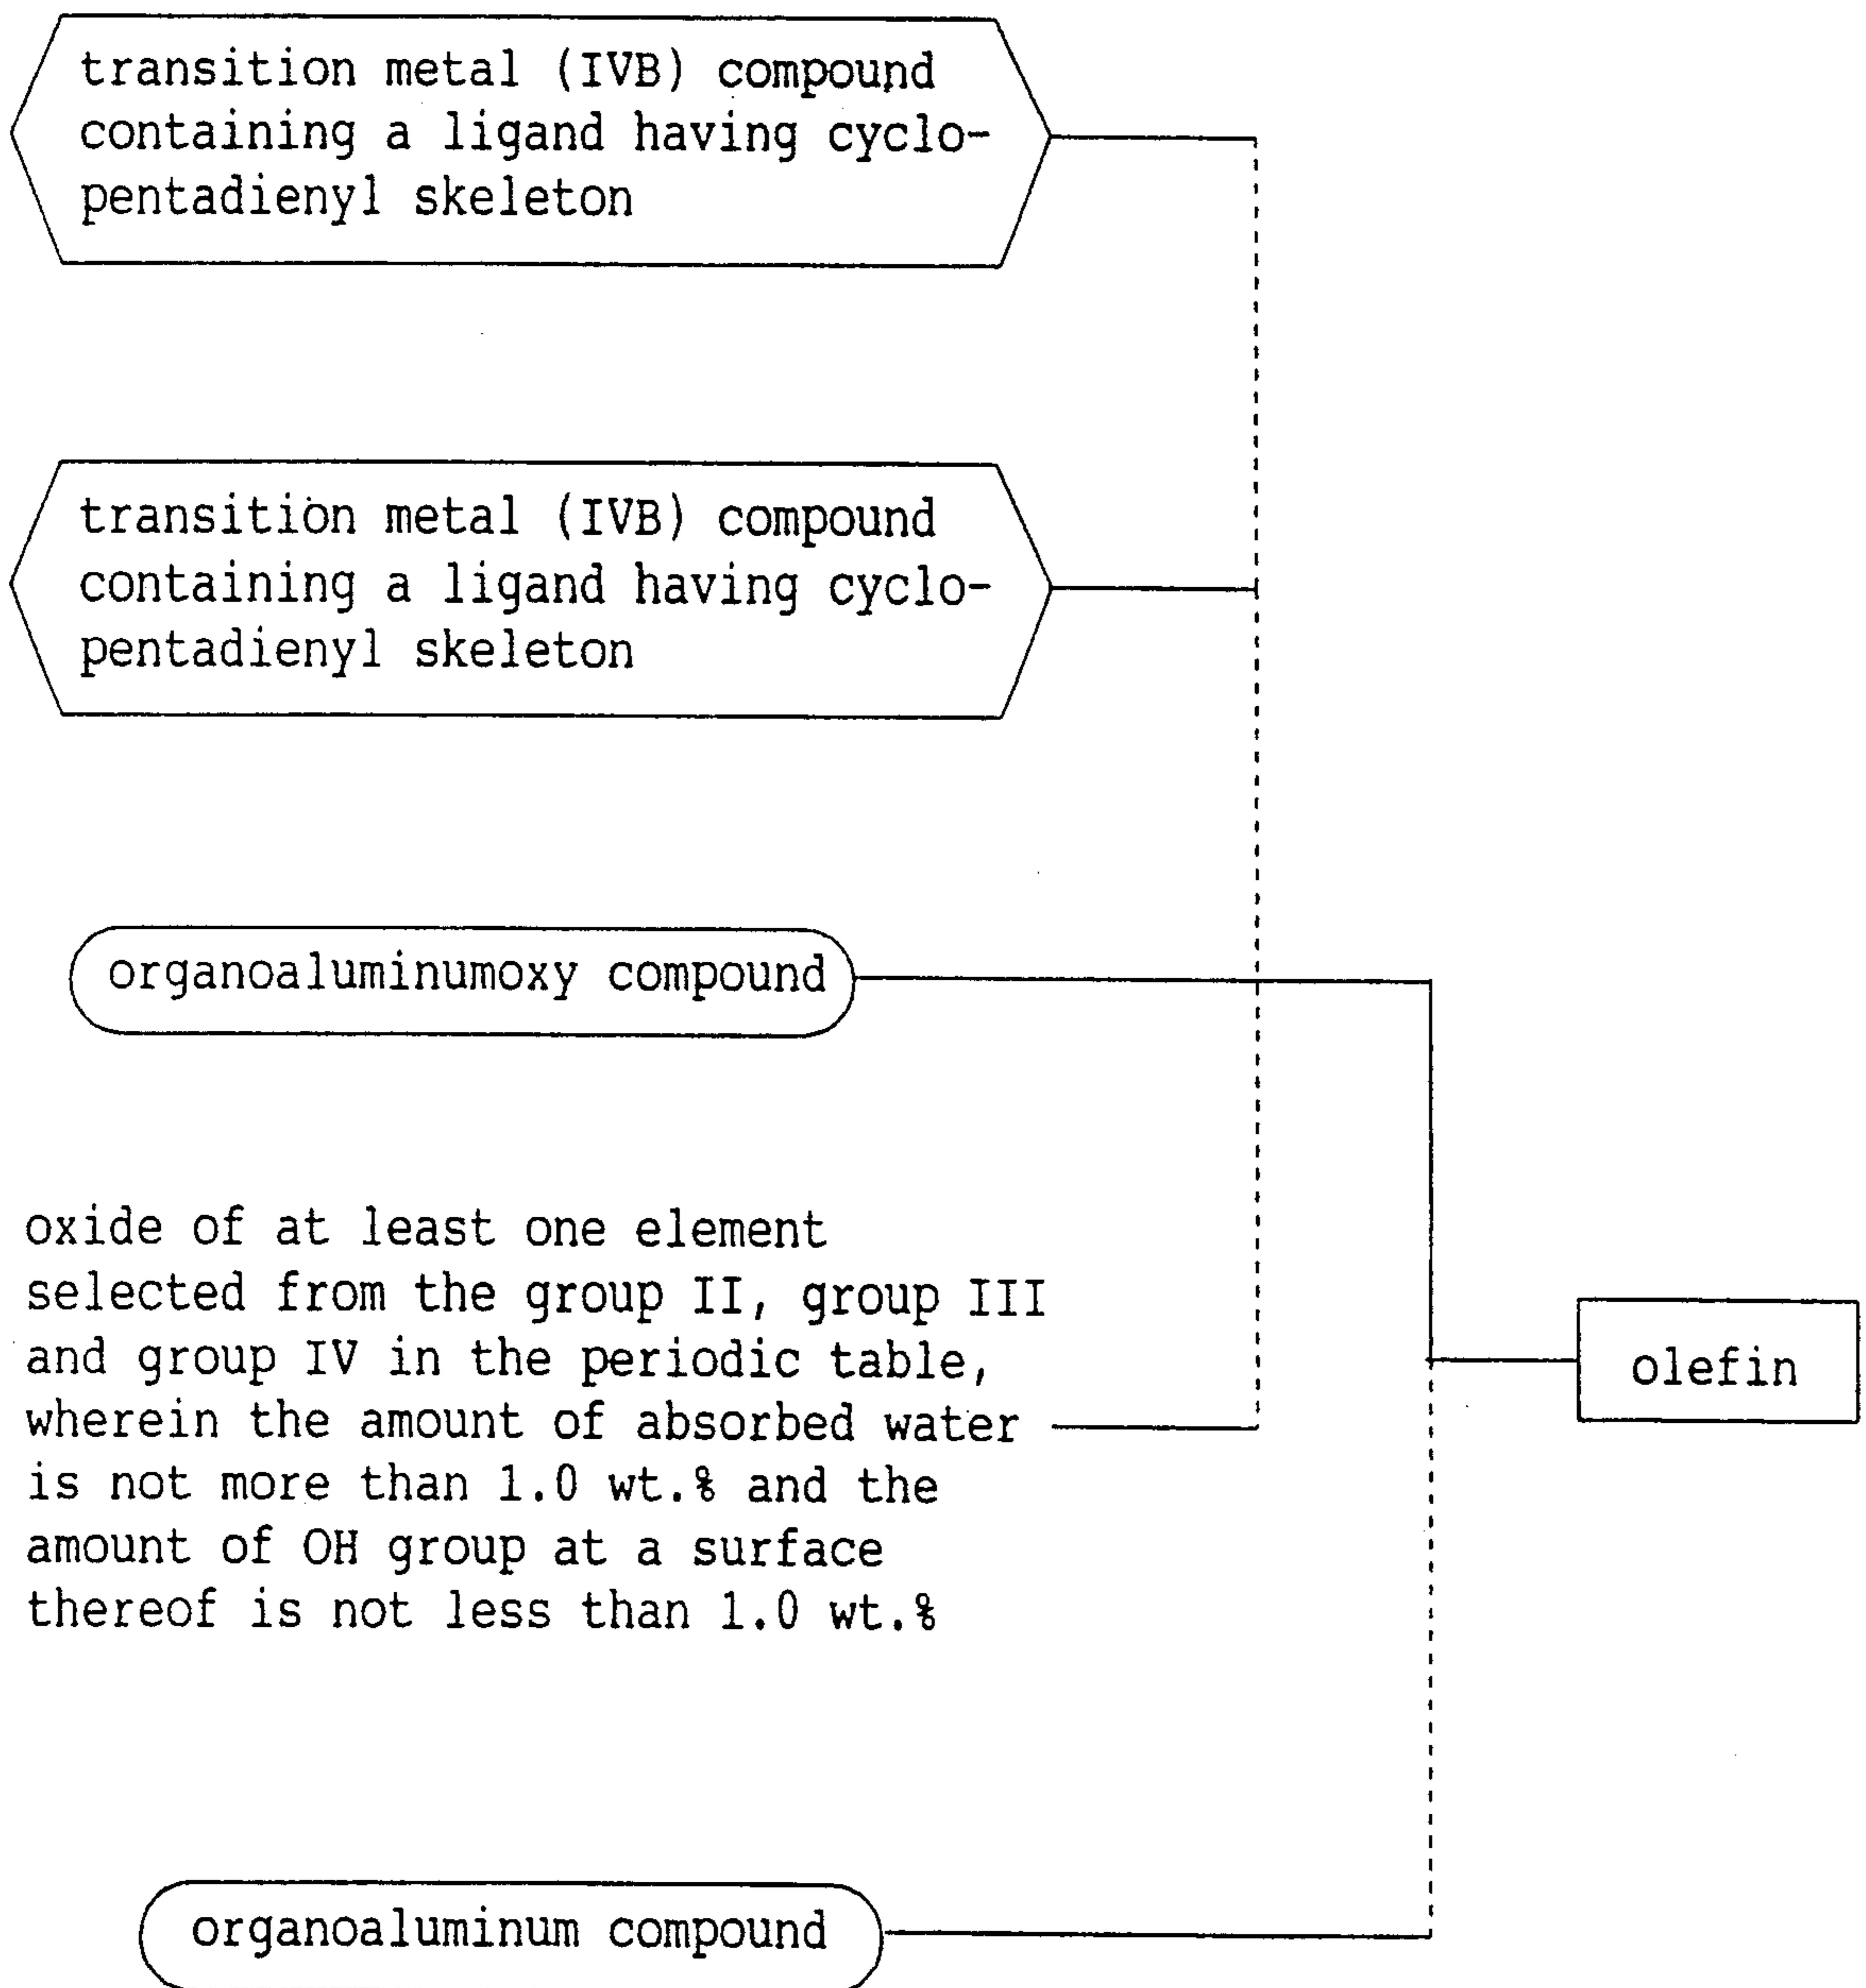 transition metal (IVB) compound
containing a ligand having cyclo-
pentadienyl skeleton
transition metal (IVB) compound
containing a ligand having cyclo-
pentadienyl skeleton
organoaluminumoxy compound
oxide of at least one element
selected from the group II, group III
and group IV in the periodic table,
wherein the amount of absorbed water
is not more than 1.0 wt.% and the
amount of OH group at a surface
thereof is not less than 1.0 wt.%
olefin
organoaluminum compound